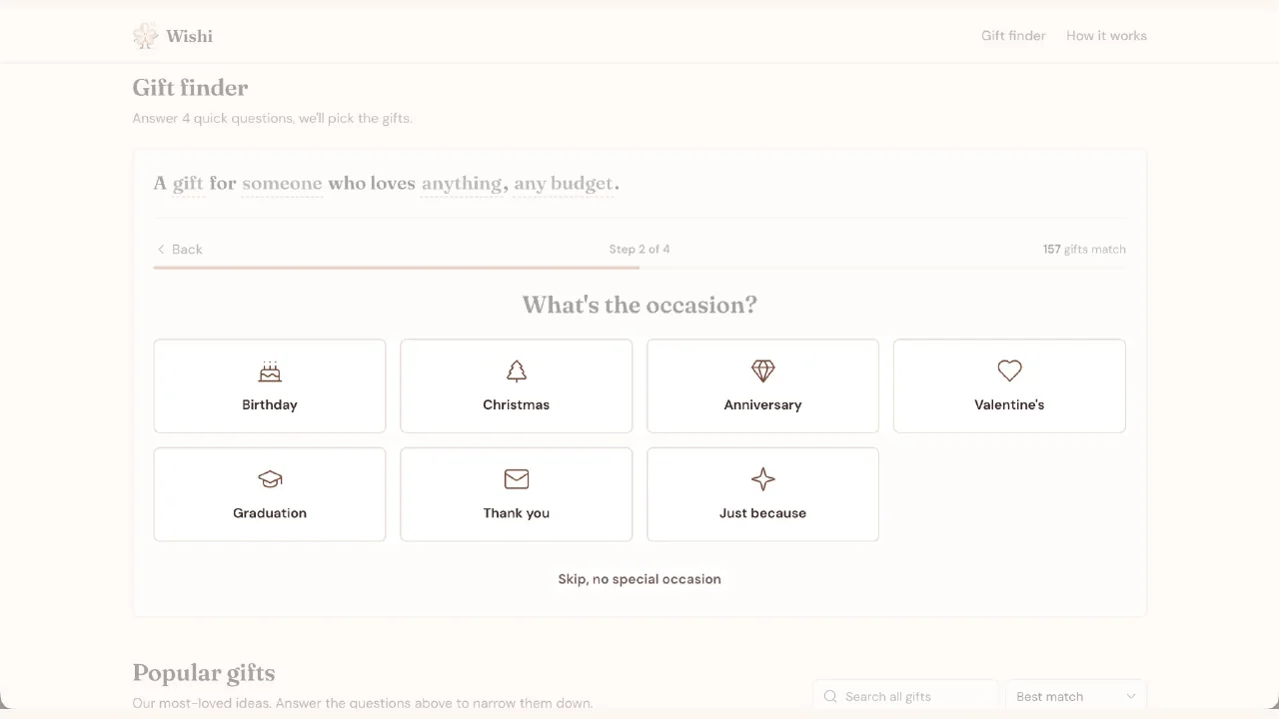 Wishi
Gift finder
How it works
Gift finder
Answer 4 quick questions, we'll pick the gifts.
A gift for someone who loves anything, any budget.
Back
Step 2 of 4
157 gifts match
What's the occasion?
Birthday
Christmas
Anniversary
Valentine's
Graduation
Thank you
Just because
Skip, no special occasion
Popular gifts
Our most-loved ideas. Answer the questions above to narrow them down.
Search all gifts
Best match